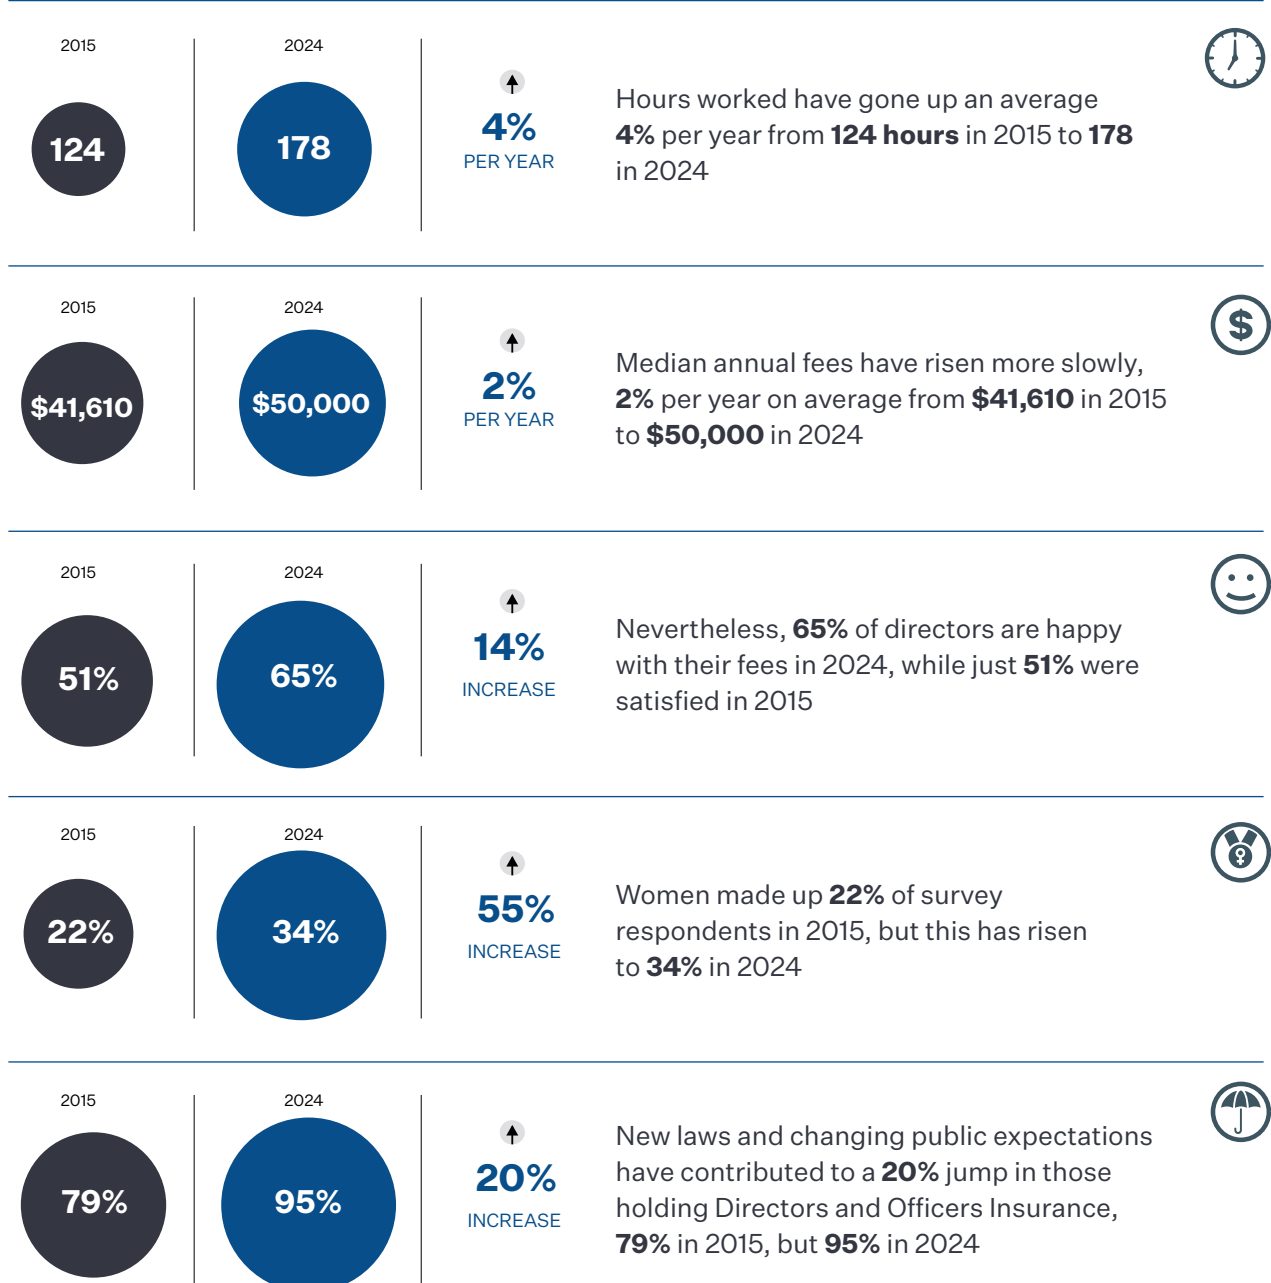 2015
2024
124
178
4%
PER YEAR
Hours worked have gone up an average
4% per year from 124 hours in 2015 to 178
in 2024
2015
2024
$41,610
$50,000
2%
PER YEAR
$
Median annual fees have risen more slowly,
2% per year on average from $41,610 in 2015
to $50,000 in 2024
2015
2024
51%
65%
14%
INCREASE
Nevertheless, 65% of directors are happy
with their fees in 2024, while just 51% were
satisfied in 2015
2015
2024
22%
34%
55%
INCREASE
Women made up 22% of survey
respondents in 2015, but this has risen
to 34% in 2024
2015
2024
79%
95%
20%
INCREASE
New laws and changing public expectations
have contributed to a 20% jump in those
holding Directors and Officers Insurance,
79% in 2015, but 95% in 2024